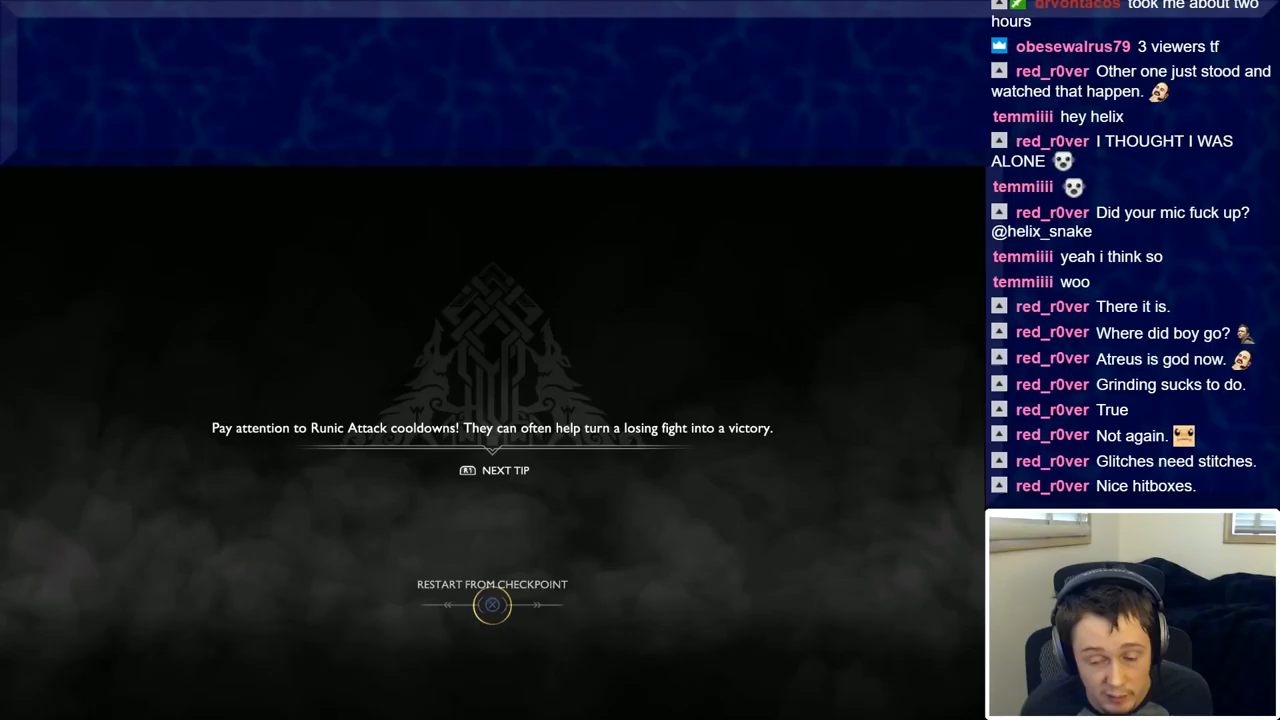 drvontacos took me about two
hours
obesewalrus79 3 viewers tf
red_r0ver Other one just stood and
watched that happen.
temmiiii hey helix
red_r0ver I THOUGHT I WAS
ALONE
temmiiii
red_r0ver Did your mic fuck up?
@helix_snake
temmiiii yeah i think so
temmiiii woo
red_r0ver There it is.
red_r0ver Where did boy go?
red_r0ver Atreus is god now.
red_r0ver Grinding sucks to do.
red_r0ver True
red_r0ver Not again.
red_r0ver Glitches need stitches.
red_r0ver Nice hitboxes.
Pay attention to Runic Attack cooldowns! They can often help turn a losing fight into a victory.
R1 NEXT TIP
RESTART FROM CHECKPOINT